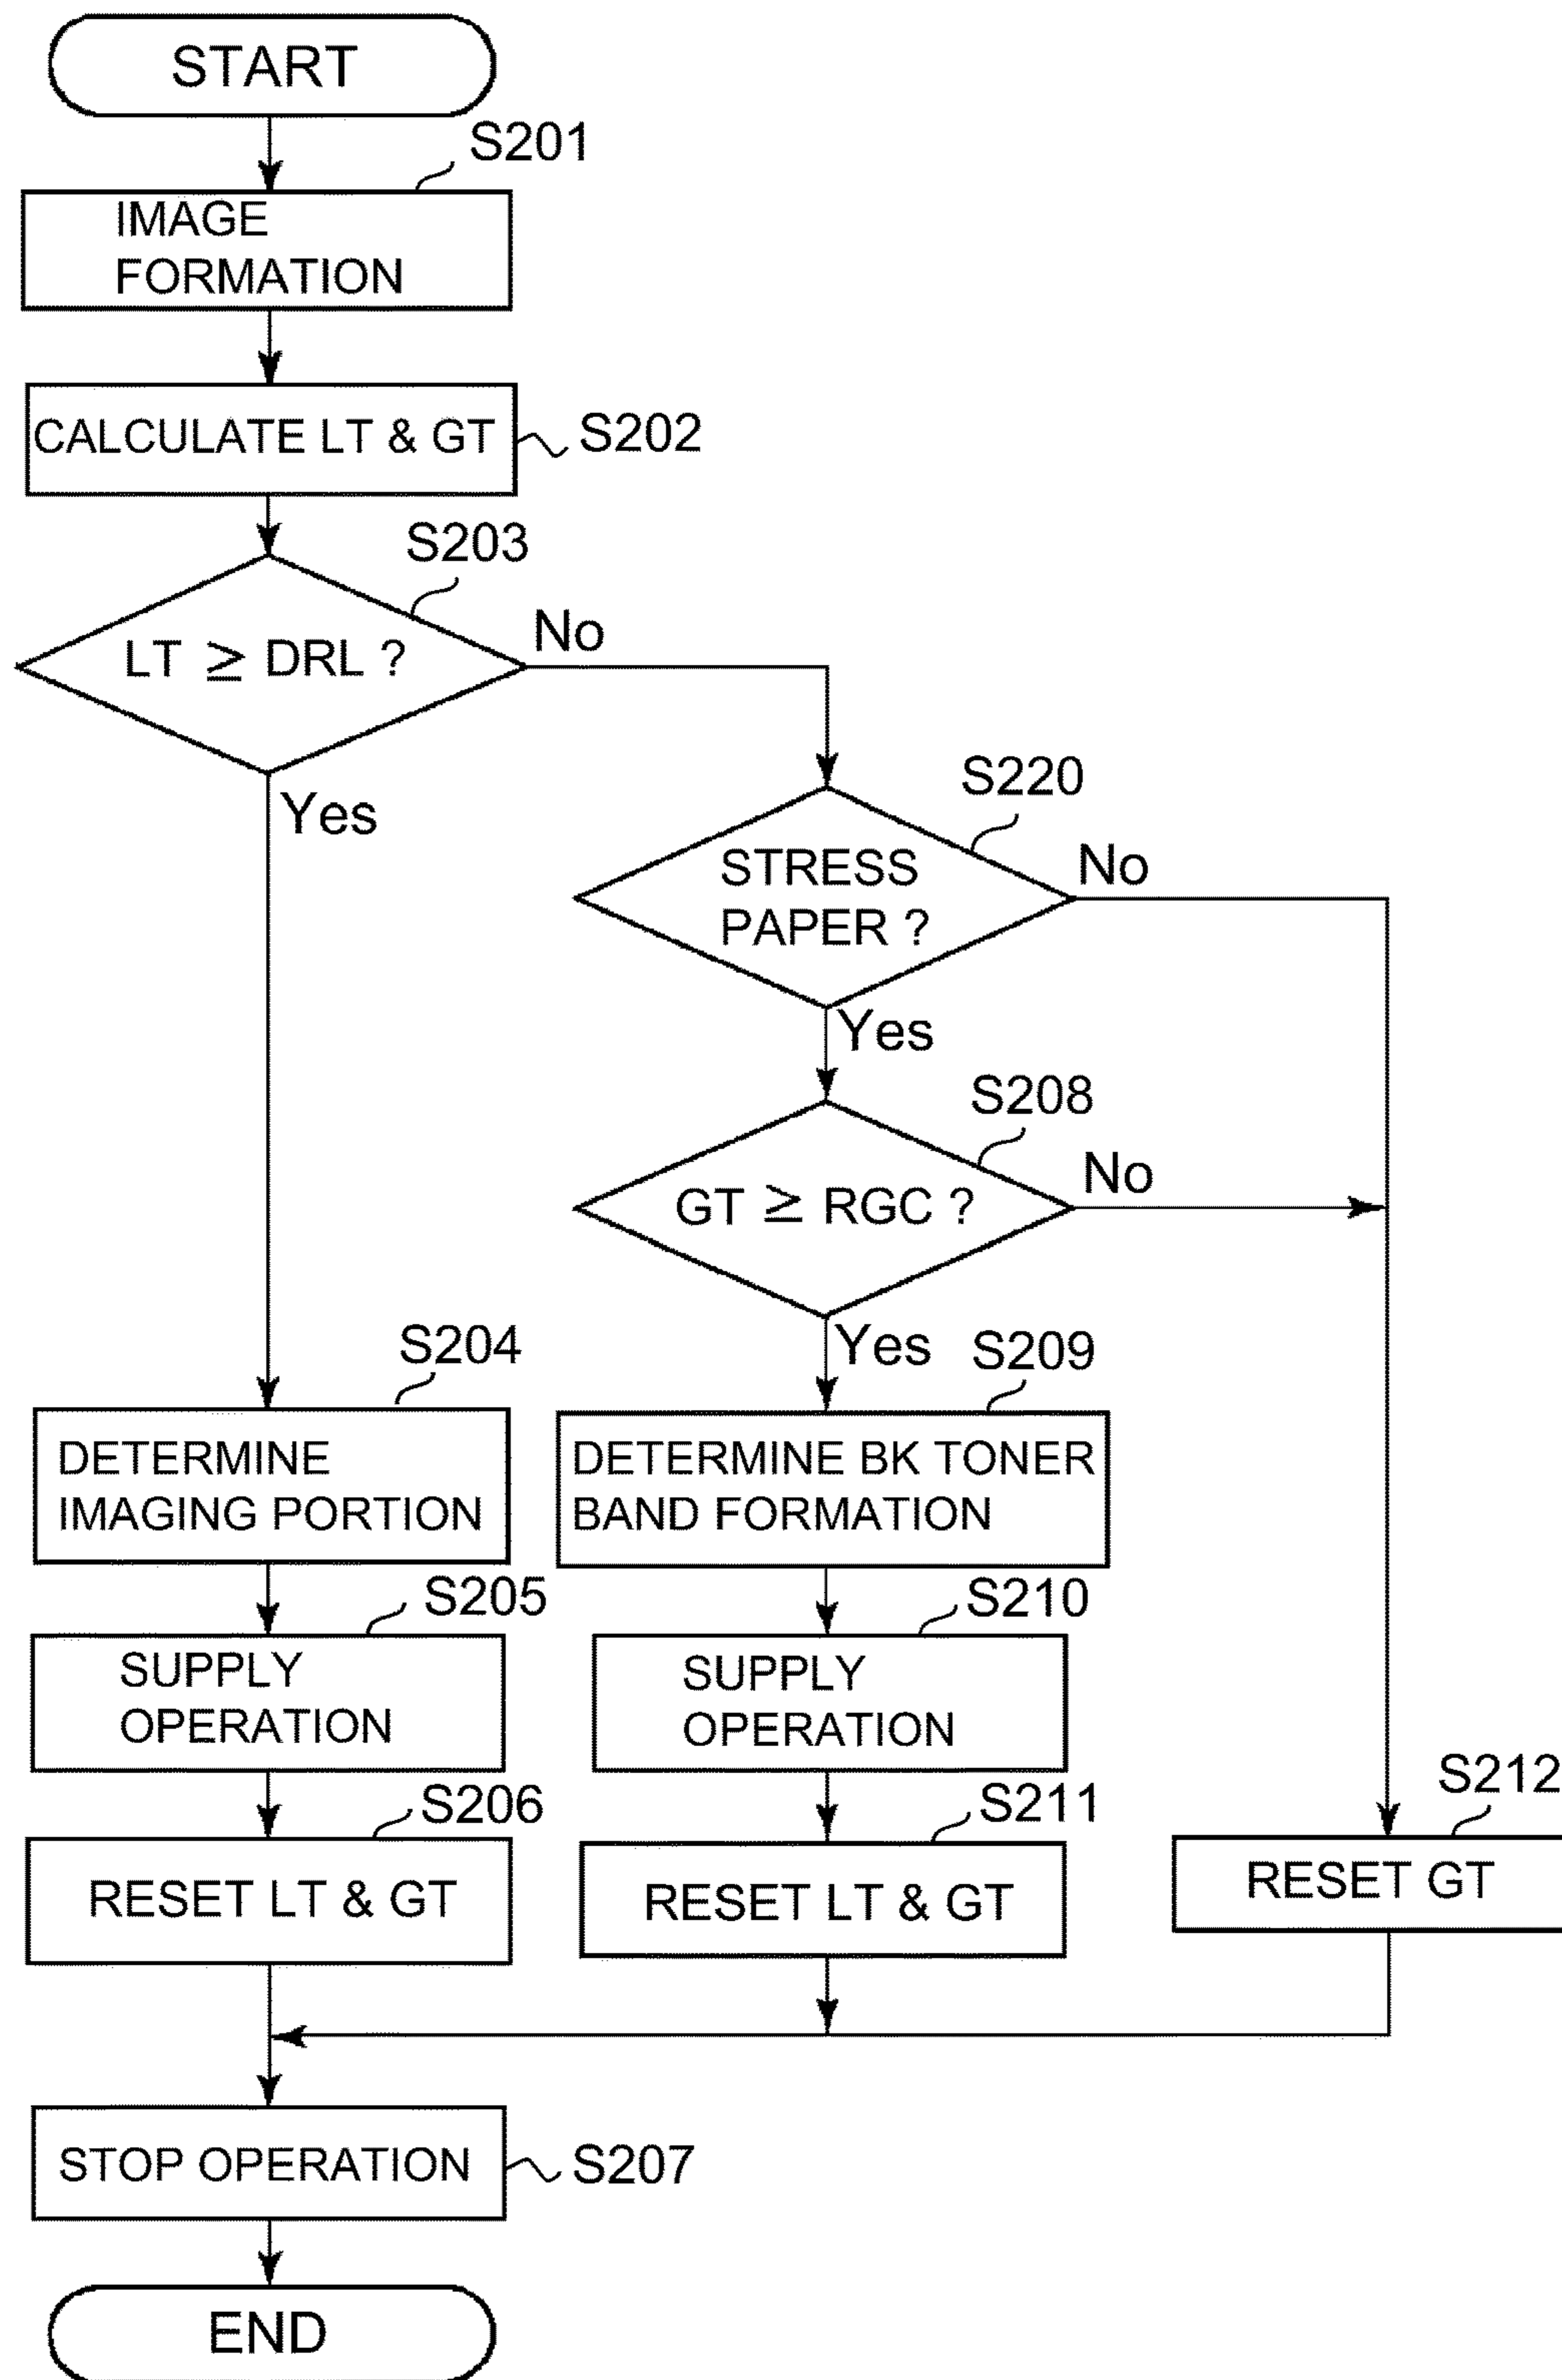 START
S201
IMAGE
FORMATION
CALCULATE LT & GT
S202
S203
LT ≥ DRL ?
No
Yes
S220
STRESS
PAPER ?
No
Yes
S208
GT ≥ RGC ?
No
Yes
S204
DETERMINE
IMAGING PORTION
S209
DETERMINE BK TONER
BAND FORMATION
S205
SUPPLY
OPERATION
S210
SUPPLY
OPERATION
S206
RESET LT & GT
S211
RESET LT & GT
S212
RESET GT
STOP OPERATION
S207
END